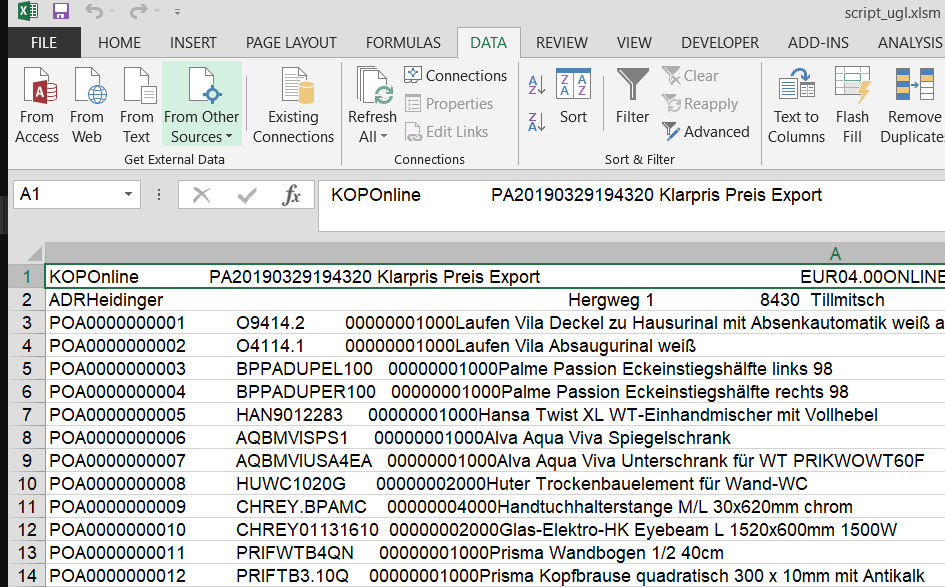 script_ugl.xlsm
FILE HOME INSERT PAGE LAYOUT FORMULAS DATA REVIEW VIEW DEVELOPER ADD-INS ANALYSIS
From Access
From Web
From Text
From Other Sources
Existing Connections
Get External Data
Refresh All
Connections
Properties
Edit Links
Connections
Sort
Filter
Clear
Reapply
Advanced
Sort & Filter
Text to Columns
Flash Fill
Remove Duplicate
A1 fx KOPOnline PA20190329194320 Klarpris Preis Export
A
1 KOPOnline PA20190329194320 Klarpris Preis Export EUR04.00ONLINE
2 ADRHeidinger Hergweg 1 8430 Tillmitsch
3 POA0000000001 O9414.2 00000001000Laufen Vila Deckel zu Hausurinal mit Absenkautomatik weiß a
4 POA0000000002 O4114.1 00000001000Laufen Vila Absaugurinal weiß
5 POA0000000003 BPPADUPEL100 00000001000Palme Passion Eckeinstiegshälfte links 98
6 POA0000000004 BPPADUPER100 00000001000Palme Passion Eckeinstiegshälfte rechts 98
7 POA0000000005 HAN9012283 00000001000Hansa Twist XL WT-Einhandmischer mit Vollhebel
8 POA0000000006 AQBMVISPS1 00000001000Alva Aqua Viva Spiegelschrank
9 POA0000000007 AQBMVIUSA4EA 00000001000Alva Aqua Viva Unterschrank für WT PRIKWOWT60F
10 POA0000000008 HUWC1020G 00000002000Huter Trockenbauelement für Wand-WC
11 POA0000000009 CHREY.BPAMC 00000004000Handtuchhalterstange M/L 30x620mm chrom
12 POA0000000010 CHREY01131610 00000002000Glas-Elektro-HK Eyebeam L 1520x600mm 1500W
13 POA0000000011 PRIFWTB4QN 00000001000Prisma Wandbogen 1/2 40cm
14 POA0000000012 PRIFTB3.10Q 00000001000Prisma Kopfbrause quadratisch 300 x 10mm mit Antikalk